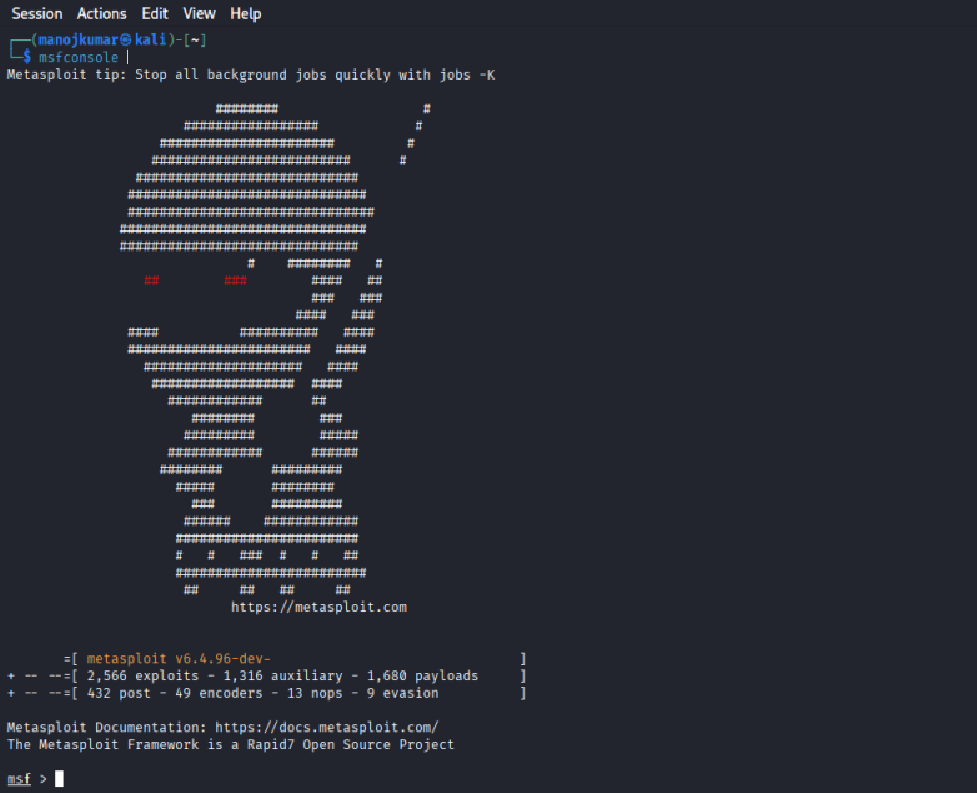 Session Actions Edit View Help
┌──(manojkumar㉿kali)-[~]
└─$ msfconsole
Metasploit tip: Stop all background jobs quickly with jobs -K
https://metasploit.com
=[ metasploit v6.4.96-dev- ]
+ -- --=[ 2,566 exploits - 1,316 auxiliary - 1,680 payloads ]
+ -- --=[ 432 post - 49 encoders - 13 nops - 9 evasion ]
Metasploit Documentation: https://docs.metasploit.com/
The Metasploit Framework is a Rapid7 Open Source Project
msf >